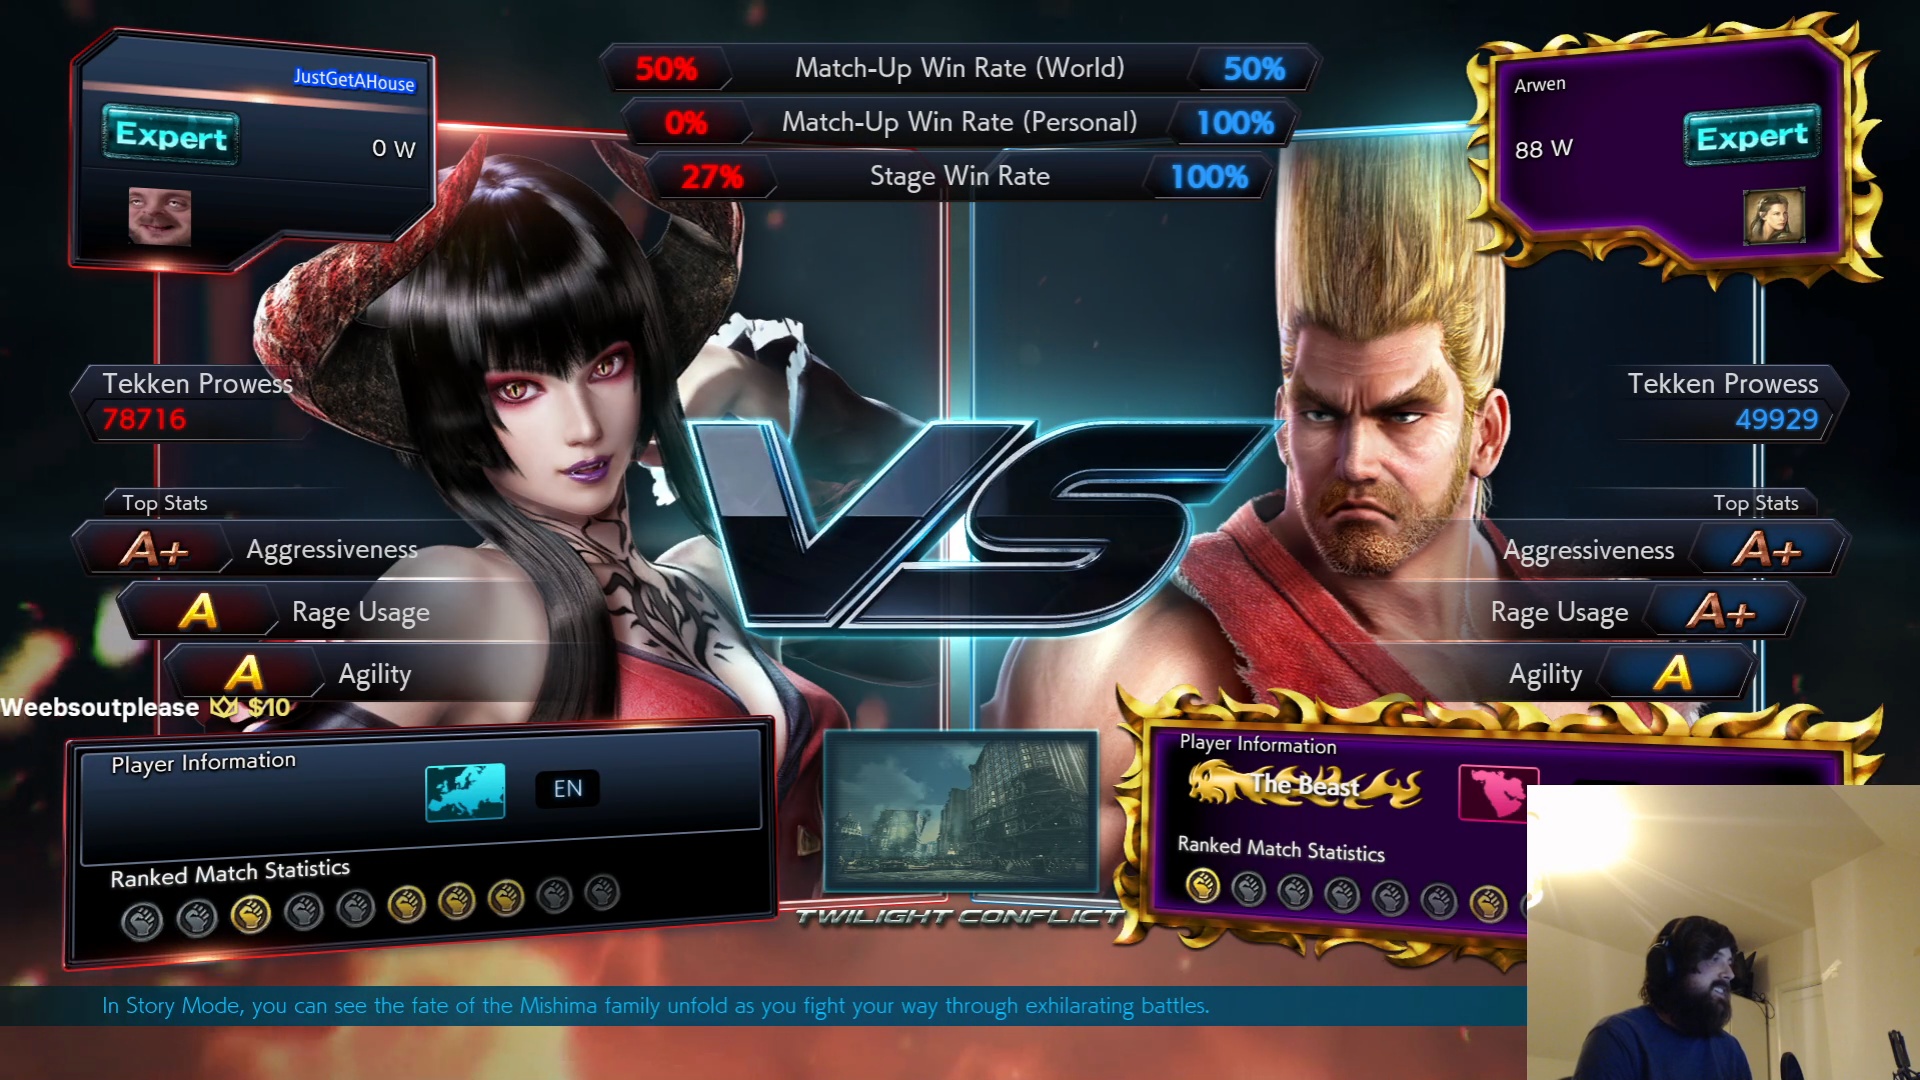 JustGetAHouse
Expert
0 W
50% Match-Up Win Rate (World) 50%
0% Match-Up Win Rate (Personal) 100%
27% Stage Win Rate 100%
Arwen
88 W
Expert
Tekken Prowess
78716
Top Stats
A+ Aggressiveness
A Rage Usage
A Agility
VS
Tekken Prowess
49929
Top Stats
Aggressiveness A+
Rage Usage A+
Agility A
Weebsoutplease $10
Player Information
EN
Ranked Match Statistics
TWILIGHT CONFLICT
Player Information
The Beast
Ranked Match Statistics
In Story Mode, you can see the fate of the Mishima family unfold as you fight your way through exhilarating battles.